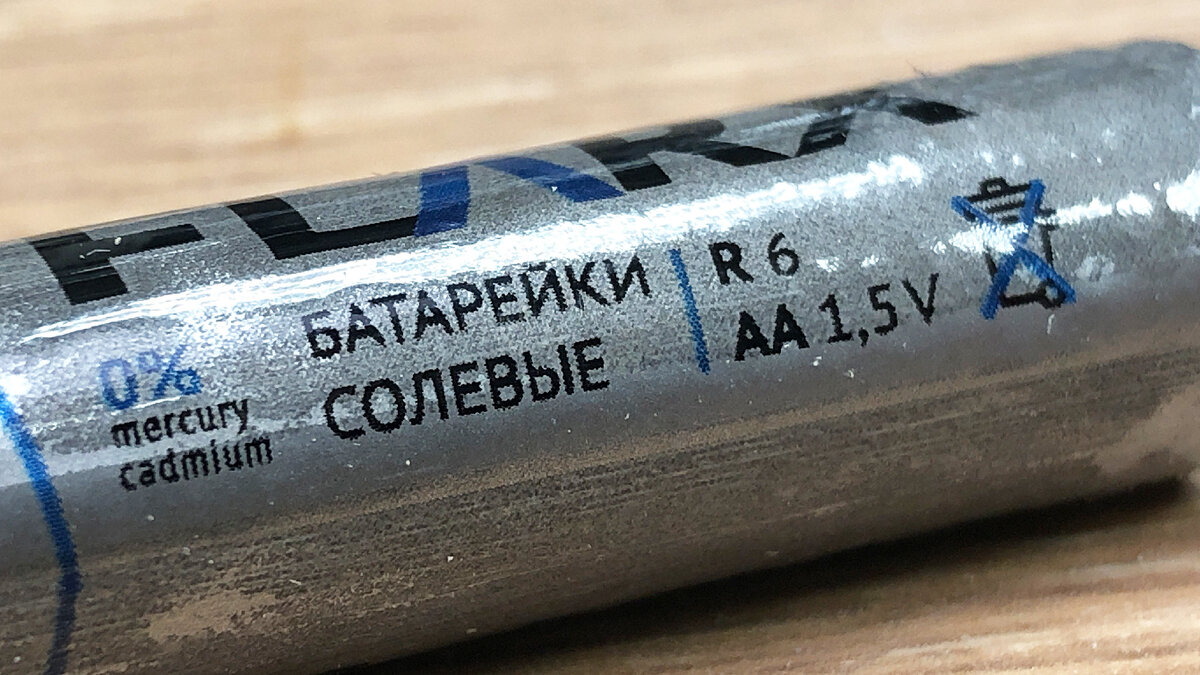 0%
mercury
cadmium
БАТАРЕЙКИ
СОЛЕВЫЕ
R 6
AA 1,5V